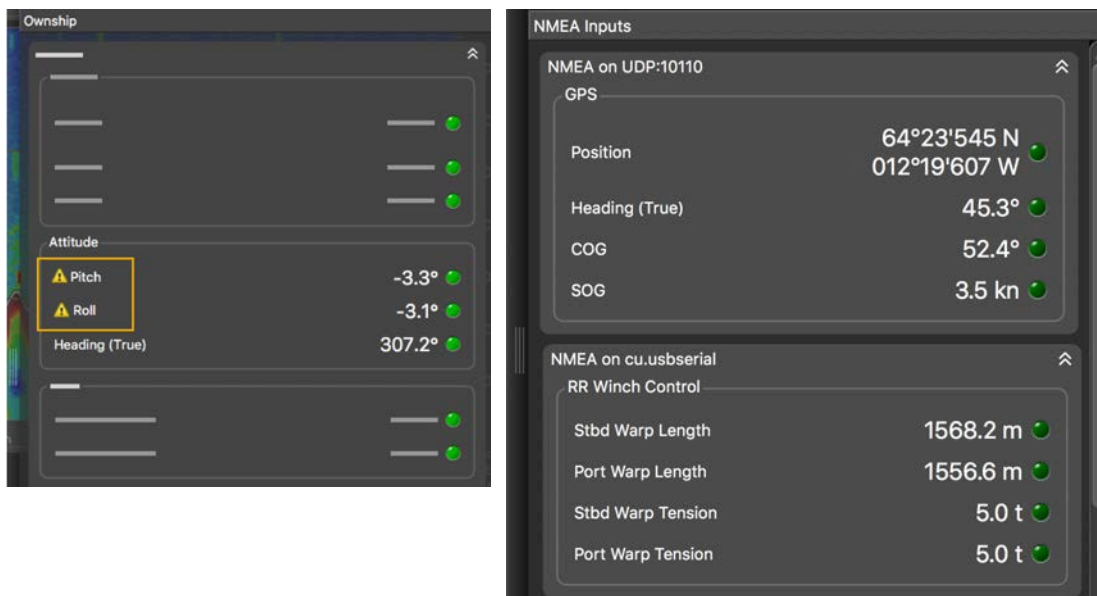 Ownship
Attitude
Pitch -3.3°
Roll -3.1°
Heading (True) 307.2°
NMEA Inputs
NMEA on UDP:10110
GPS
Position 64°23'545 N
012°19'607 W
Heading (True) 45.3°
COG 52.4°
SOG 3.5 kn
NMEA on cu.usbserial
RR Winch Control
Stbd Warp Length 1568.2 m
Port Warp Length 1556.6 m
Stbd Warp Tension 5.0 t
Port Warp Tension 5.0 t